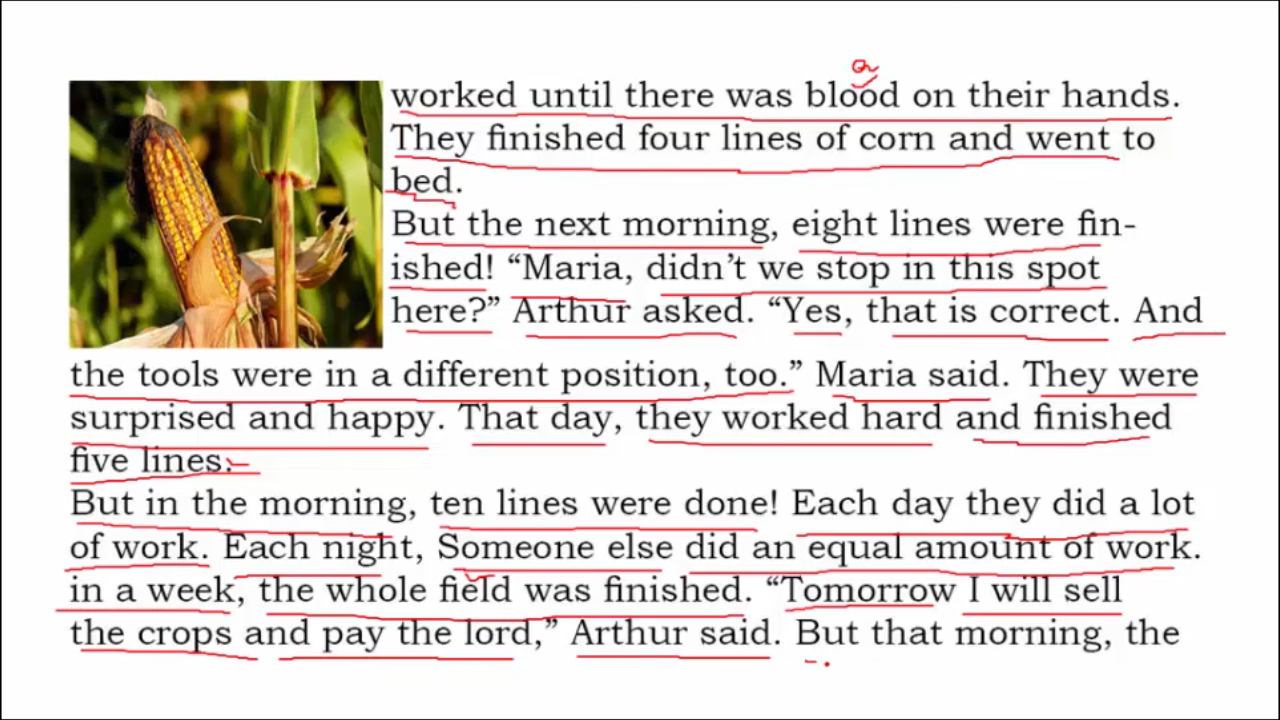 worked until there was blood on their hands.
They finished four lines of corn and went to
bed.
But the next morning, eight lines were fin-
ished! “Maria, didn’t we stop in this spot
here?” Arthur asked. “Yes, that is correct. And
the tools were in a different position, too.” Maria said. They were
surprised and happy. That day, they worked hard and finished
five lines.
But in the morning, ten lines were done! Each day they did a lot
of work. Each night, Someone else did an equal amount of work.
in a week, the whole field was finished. “Tomorrow I will sell
the crops and pay the lord,” Arthur said. But that morning, the